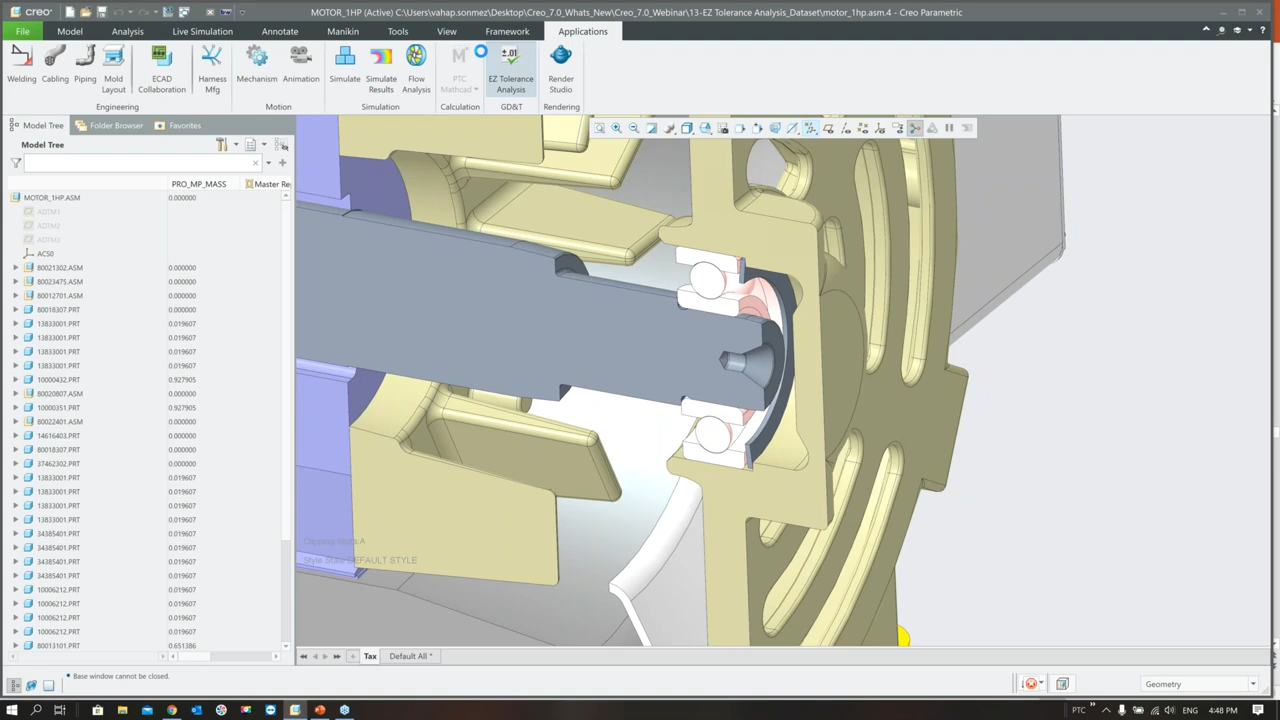 creo
MOTOR_1HP (Active) C:\Users\vahap.sonmez\Desktop\Creo_7.0_Whats_New\Creo_7.0_Webinar\13-EZ Tolerance Analysis_Dataset\motor_1hp.asm.4 - Creo Parametric
File Model Analysis Live Simulation Annotate Manikin Tools View Framework Applications
Welding Cabling Piping Mold Layout ECAD Collaboration Harness Mfg Mechanism Animation Simulate Simulate Results Flow Analysis PTC Mathcad EZ Tolerance Analysis Render Studio
Engineering Motion Simulation Calculation GD&T Rendering
Model Tree Folder Browser Favorites
Model Tree
PRO_MP_MASS Master Re
MOTOR_1HP.ASM 0.000000
ADTM1
ADTM2
ADTM3
ACS0
80021302.ASM 0.000000
80023475.ASM 0.000000
80012701.ASM 0.000000
80018307.PRT 0.000000
13833001.PRT 0.019607
13833001.PRT 0.019607
13833001.PRT 0.019607
13833001.PRT 0.019607
10000432.PRT 0.927905
80020807.ASM 0.000000
10000351.PRT 0.927905
80022401.ASM 0.000000
14616403.PRT 0.000000
80018307.PRT 0.000000
37462302.PRT 0.000000
13833001.PRT 0.019607
13833001.PRT 0.019607
13833001.PRT 0.019607
13833001.PRT 0.019607
34385401.PRT 0.019607
34385401.PRT 0.019607
34385401.PRT 0.019607
34385401.PRT 0.019607
10006212.PRT 0.019607
10006212.PRT 0.019607
10006212.PRT 0.019607
10006212.PRT 0.019607
80013101.PRT 0.651386
Style State:DEFAULT STYLE
Tax Default All *
• Base window cannot be closed.
Geometry
PTC ENG 4:48 PM